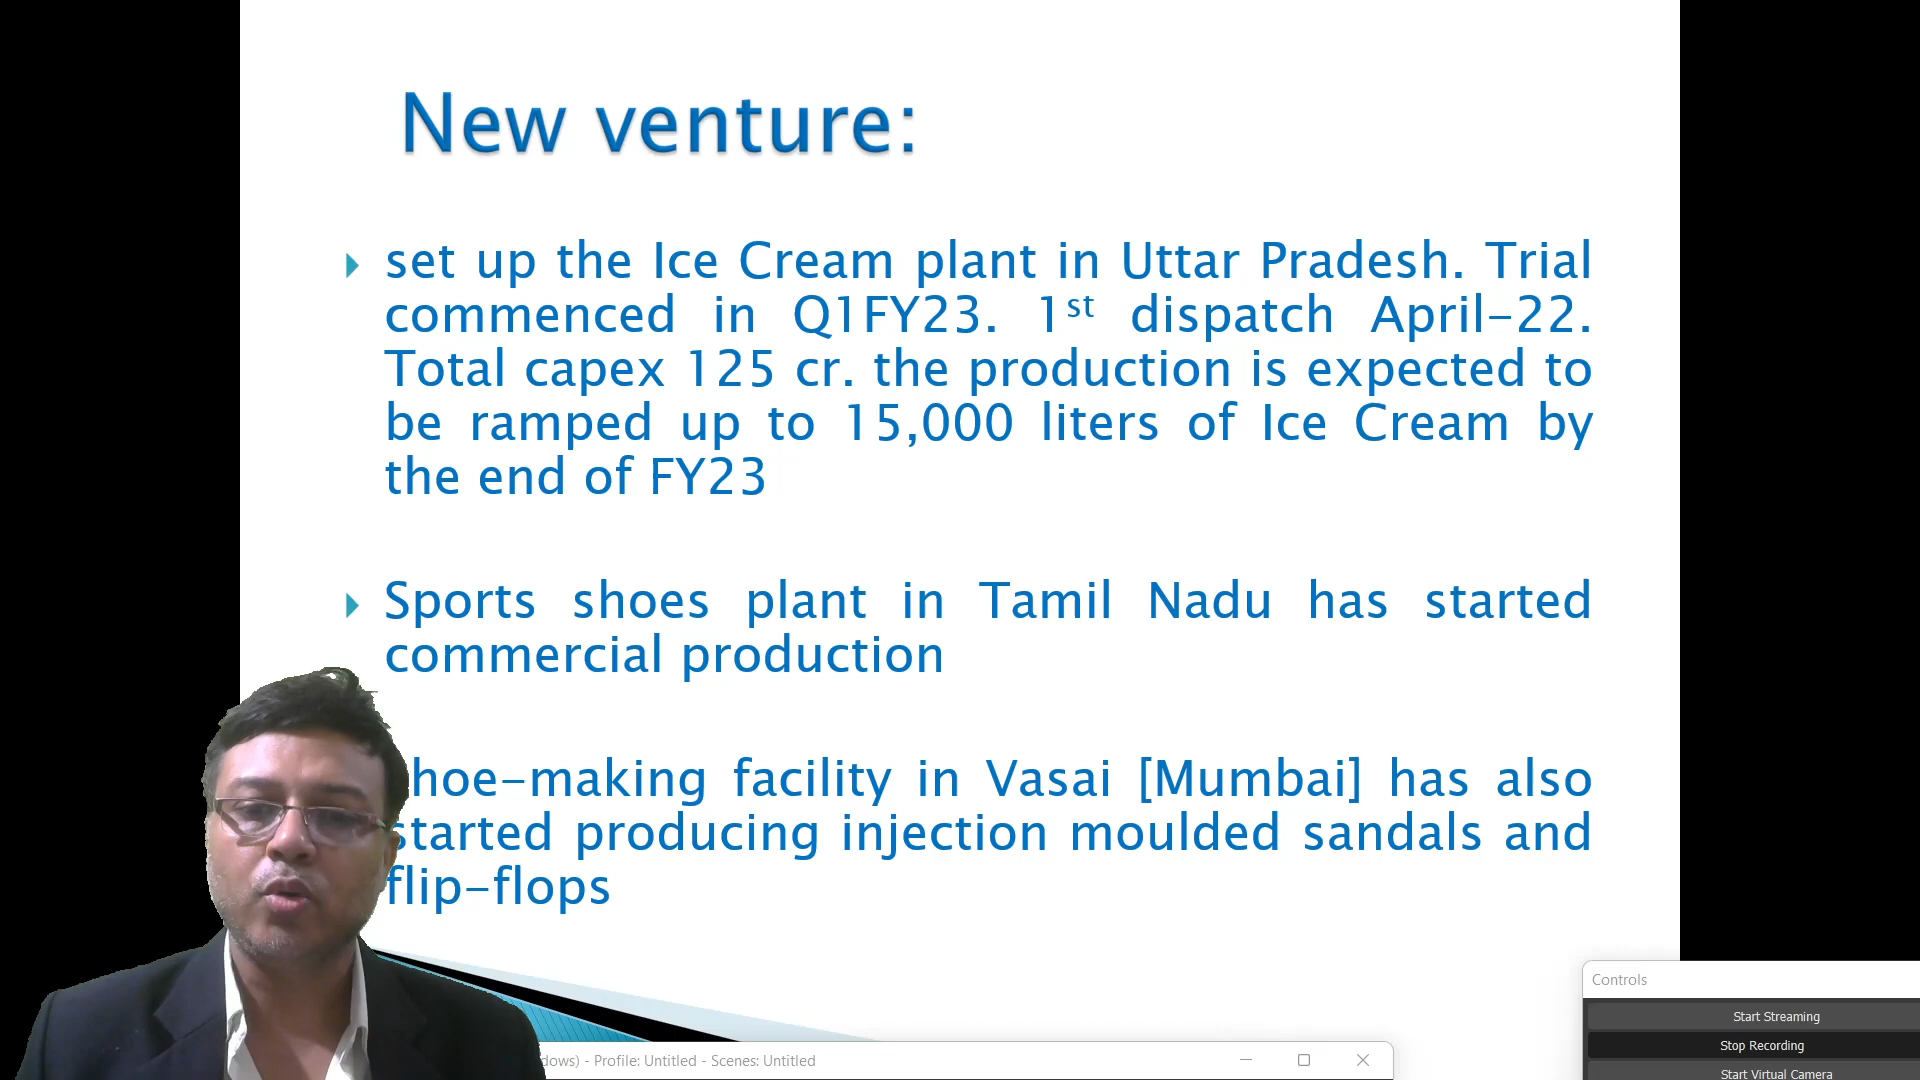 New venture:
set up the Ice Cream plant in Uttar Pradesh. Trial
commenced in Q1FY23. 1st dispatch April-22.
Total capex 125 cr. the production is expected to
be ramped up to 15,000 liters of Ice Cream by
the end of FY23
Sports shoes plant in Tamil Nadu has started
commercial production
hoe-making facility in Vasai [Mumbai] has also
started producing injection moulded sandals and
flip-flops
dows) - Profile: Untitled - Scenes: Untitled
Controls
Start Streaming
Stop Recording
Start Virtual Camera